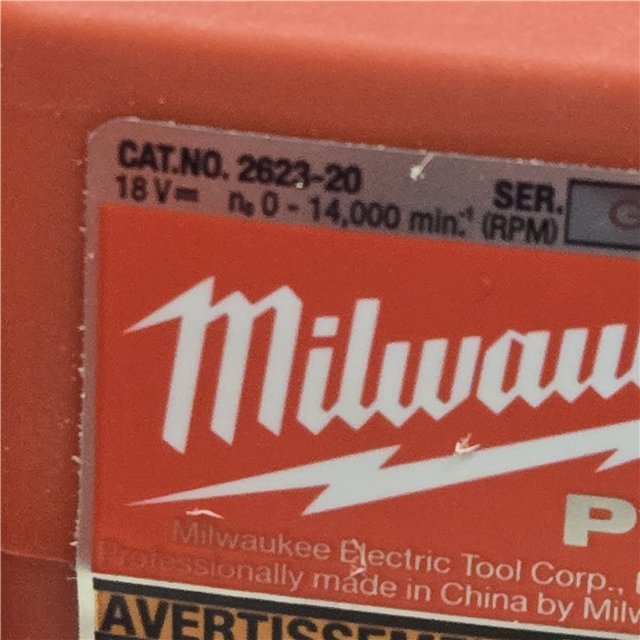 CAT.NO. 2623-20 SER.
18 V⎓ n₀ 0 - 14,000 min.⁻¹ (RPM)
Milwau
P
Milwaukee Electric Tool Corp.,
Professionally made in China by Milw
AVERTISSEM